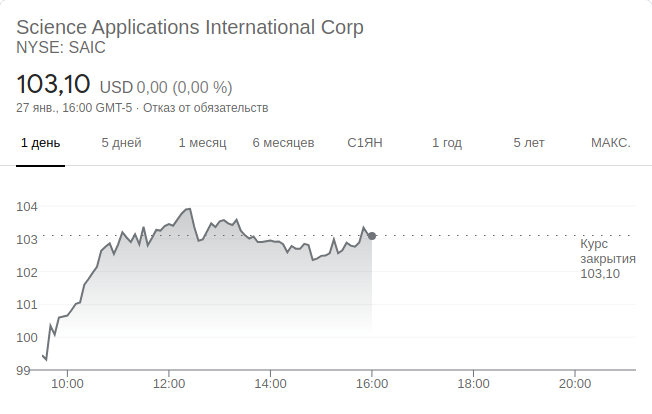 Science Applications International Corp
NYSE: SAIC
103,10 USD 0,00 (0,00 %)
27 янв., 16:00 GMT-5 · Отказ от обязательств
1 день 5 дней 1 месяц 6 месяцев С1ЯН 1 год 5 лет МАКС.
104
103
102
101
100
99
Курс
закрытия
103,10
10:00 12:00 14:00 16:00 18:00 20:00